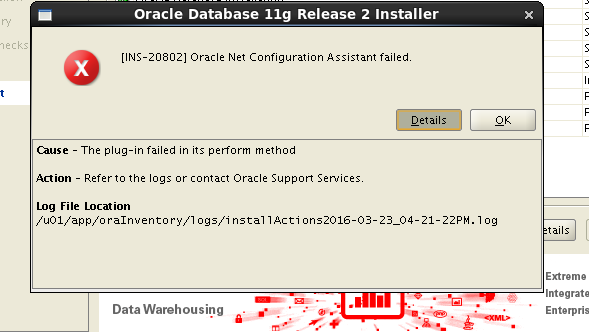 Oracle Database 11g Release 2 Installer
[INS-20802] Oracle Net Configuration Assistant failed.
Details
OK
Cause - The plug-in failed in its perform method
Action - Refer to the logs or contact Oracle Support Services.
Log File Location
/u01/app/oraInventory/logs/installActions2016-03-23_04-21-22PM.log
etails
Data Warehousing
<XML>
Extreme
Integrate
Enterpris